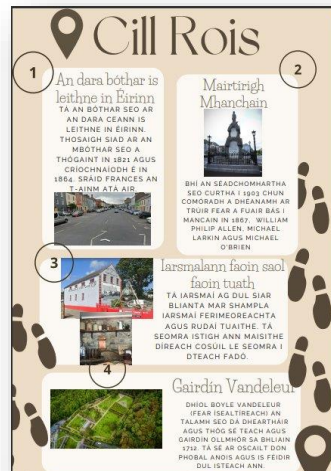 Cill Rois
1
An dara bóthar is
leithne in Éirinn
TÁ AN BÓTHAR SEO AR
AN DARA CEANN IS
LEITHNE IN ÉIRINN.
THOSAIGH SIAD AR AN
MBÓTHAR SEO A
THÓGAINT IN 1821 AGUS
CRÍOCHNAÍODH É IN
1864. SRÁID FRANCES AN
T-AINM ATÁ AIR.
2
Mairtirigh
Mhanchain
BHÍ AN SÉADCHOMHARTHA
SEO CURTHA I 1903 CHUN
COMÓRADH A DHÉANAMH AR
TRIÚIR FEAR A FUAIR BÁS I
MANCAIN IN 1867, WILLIAM
PHILIP ALLEN, MICHAEL
LARKIN AGUS MICHAEL
O'BRIEN
3
Iarsmalann faoin saol
faoin tuath
TÁ IARSMAÍ AG DUL SIAR
BLIANTA MAR SHAMPLA
IARSMAÍ FERIMEOREACHTA
AGUS RUDAÍ TUAITHE. TÁ
SEOMRA ISTIGH ANN MAISITHE
DÍREACH COSÚIL LE SEOMRA I
DTEACH FADÓ.
4
Gairdín Vandeleur
DHÍOL BOYLE VANDELEUR
(FEAR ÍSEALTÍREACH) AN
TALAMH SEO DÁ DHEARTHÁIR
AGUS THÓG SÉ TEACH AGUS
GAIRDÍN OLLMHÓR SA BHLIAIN
1712. TÁ SÉ AR OSCAILT DON
PHOBAL ANOIS AGUS IS FÉIDIR
DUL ISTEACH ANN.